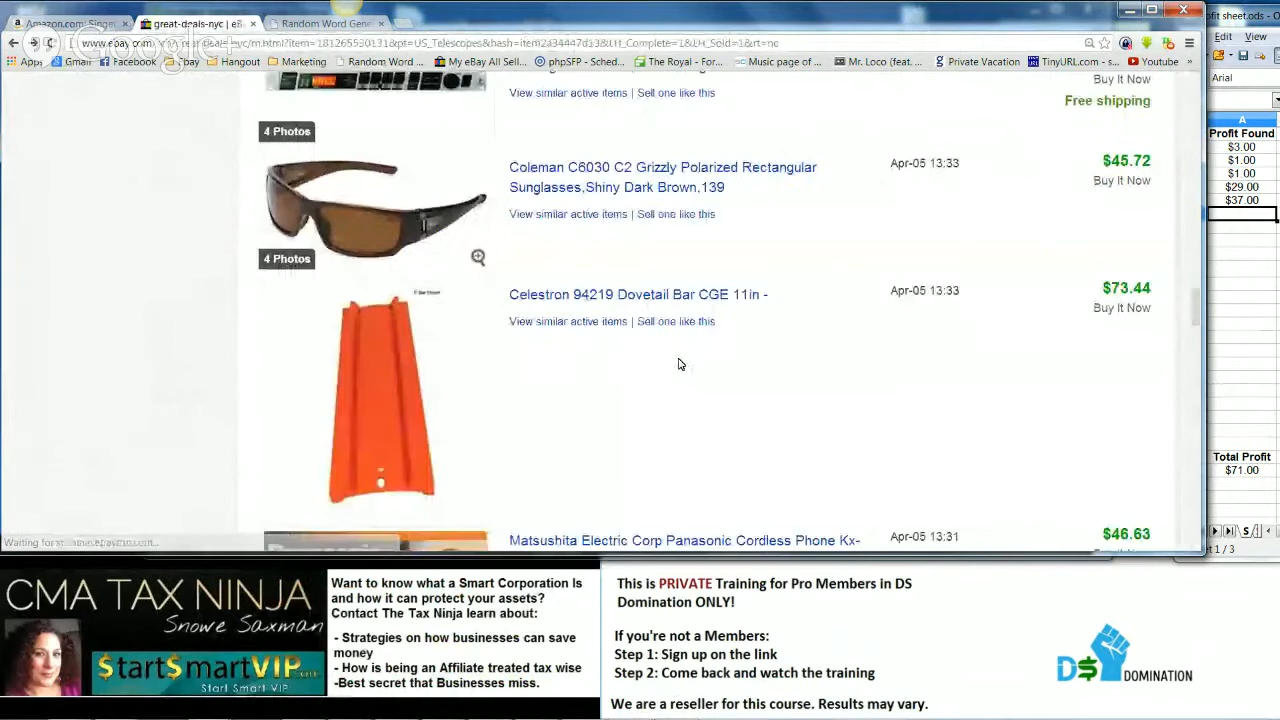 Amazon.com: Singer
great-deals-nyc | eB
Random Word Gene
Google+
Apps
Gmail
Facebook
Ebay
Hangout
Marketing
Random Word ...
My eBay All Sell...
phpSFP - Sched...
The Royal - For...
Music page of ...
Mr. Loco (feat. ...
Private Vacation
TinyURL.com - s...
Youtube
fit sheet.ods - O
Edit View
Arial
A
Profit Found
$3.00
$1.00
$1.00
$29.00
$37.00
Total Profit
$71.00
1 / 3
View similar active items | Sell one like this
Buy It Now
Free shipping
4 Photos
Coleman C6030 C2 Grizzly Polarized Rectangular
Sunglasses,Shiny Dark Brown,139
View similar active items | Sell one like this
Apr-05 13:33
$45.72
Buy It Now
4 Photos
Celestron 94219 Dovetail Bar CGE 11in -
View similar active items | Sell one like this
Apr-05 13:33
$73.44
Buy It Now
Matsushita Electric Corp Panasonic Cordless Phone Kx-
Apr-05 13:31
$46.63
CMA TAX NINJA
Snowe Saxman
$tart$martVIP.com
Start Smart VIP
Want to know what a Smart Corporation Is
and how it can protect your assets?
Contact The Tax Ninja learn about:
- Strategies on how businesses can save
money
- How is being an Affiliate treated tax wise
-Best secret that Businesses miss.
This is PRIVATE Training for Pro Members in DS
Domination ONLY!
If you're not a Members:
Step 1: Sign up on the link
Step 2: Come back and watch the training
We are a reseller for this course. Results may vary.
D$ DOMINATION